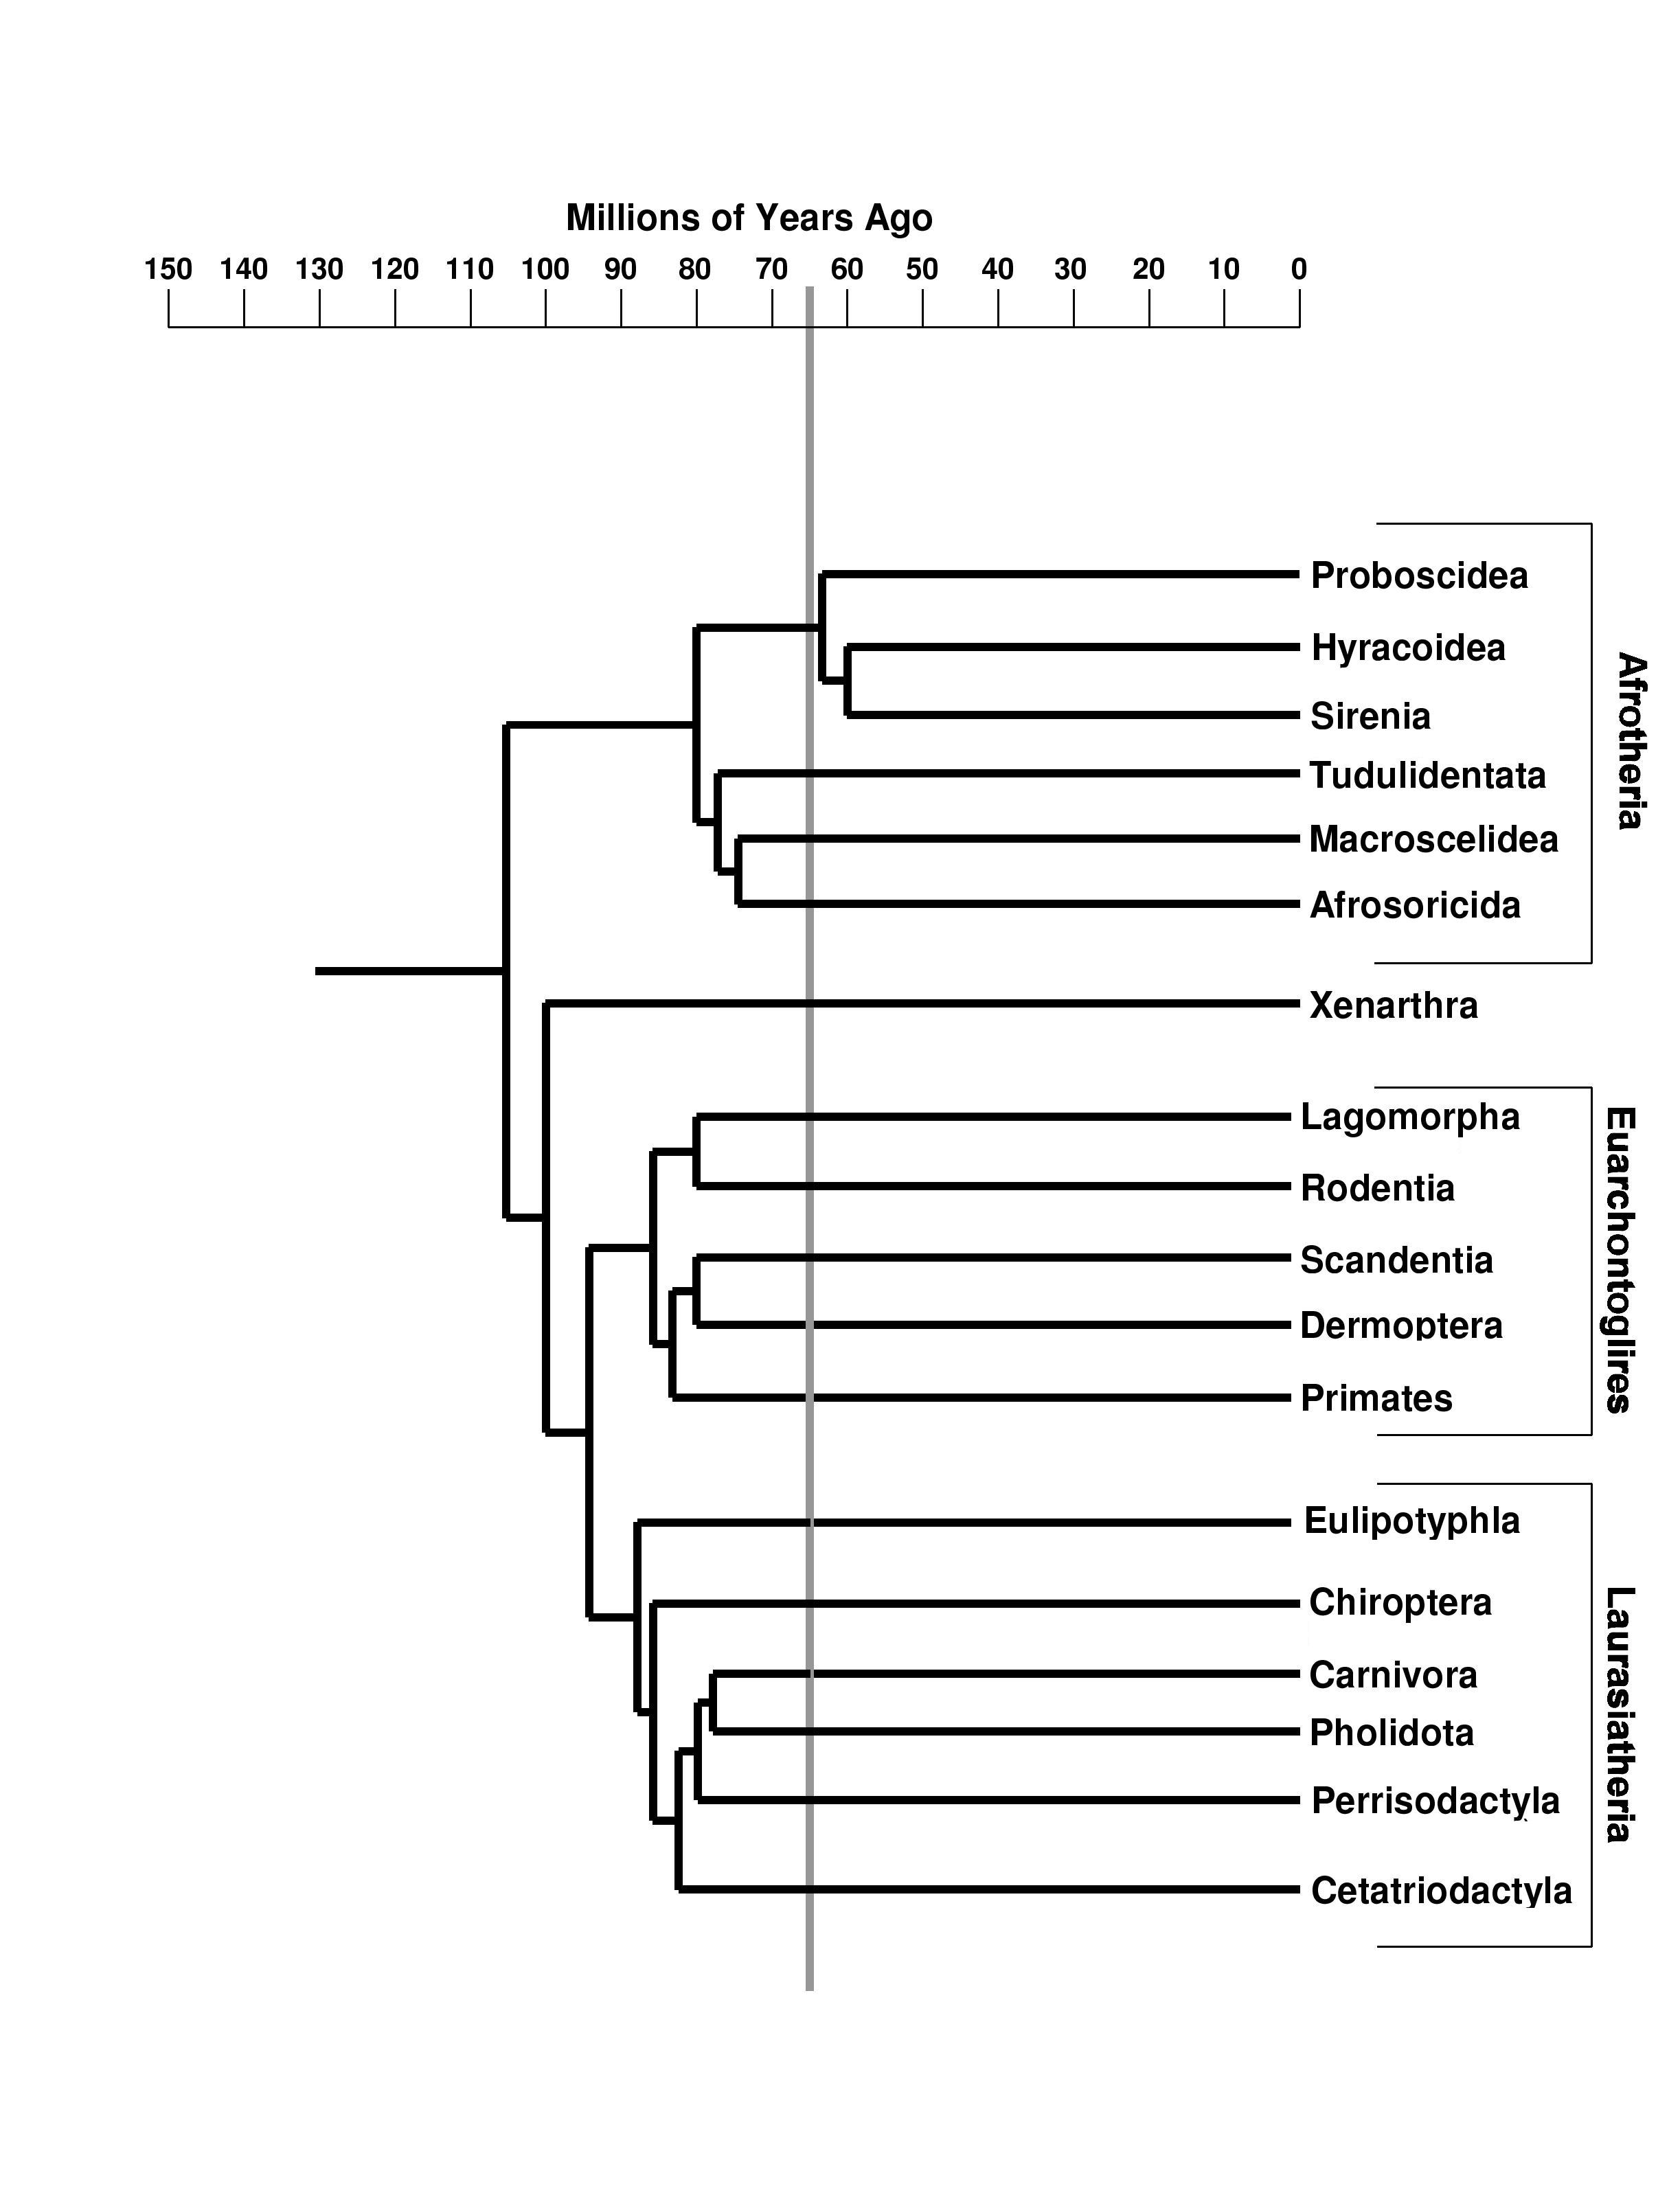 Millions of Years Ago
150 140 130 120 110 100 90 80 70 60 50 40 30 20 10 0
Proboscidea
Hyracoidea
Sirenia
Tudulidentata
Macroscelidea
Afrosoricida
Afrotheria
Xenarthra
Lagomorpha
Rodentia
Scandentia
Dermoptera
Primates
Euarchontoglires
Eulipotyphla
Chiroptera
Carnivora
Pholidota
Perrisodactyla
Cetatriodactyla
Laurasiatheria